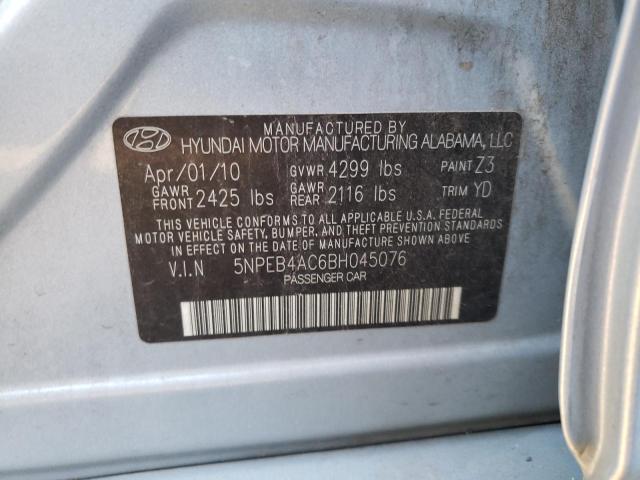 MANUFACTURED BY
HYUNDAI MOTOR MANUFACTURING ALABAMA, LLC
Apr/01/10 GVWR 4299 lbs PAINT Z3
GAWR FRONT 2425 lbs GAWR REAR 2116 lbs TRIM YD
THIS VEHICLE CONFORMS TO ALL APPLICABLE U.S.A. FEDERAL
MOTOR VEHICLE SAFETY, BUMPER, AND THEFT PREVENTION STANDARDS
IN EFFECT ON THE DATE OF MANUFACTURE SHOWN ABOVE
V.I.N 5NPEB4AC6BH045076
PASSENGER CAR